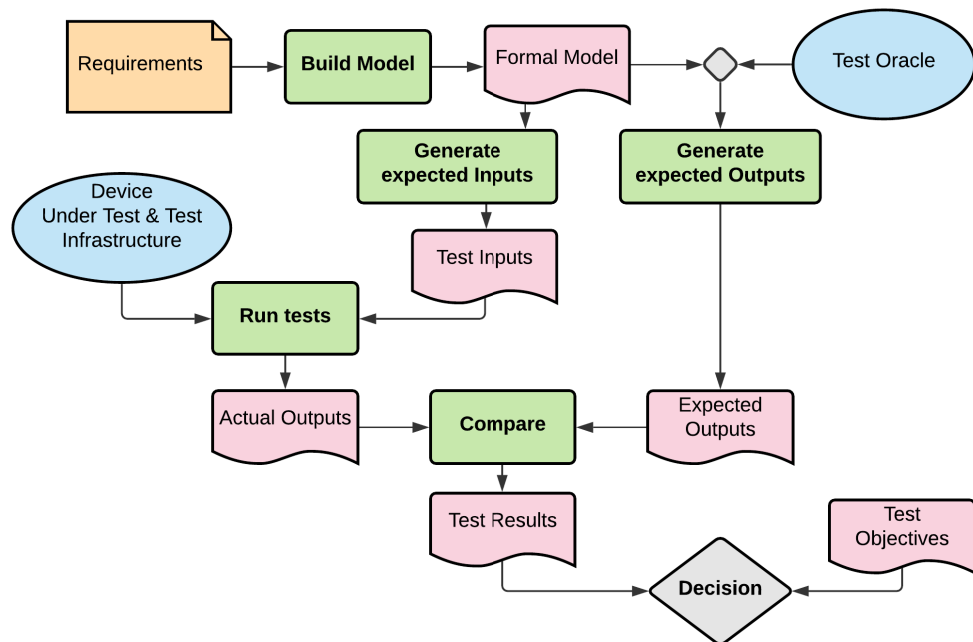 Requirements
Build Model
Formal Model
Test Oracle
Generate
expected Inputs
Generate
expected Outputs
Device
Under Test & Test
Infrastructure
Test Inputs
Run tests
Actual Outputs
Compare
Expected
Outputs
Test Results
Test
Objectives
Decision